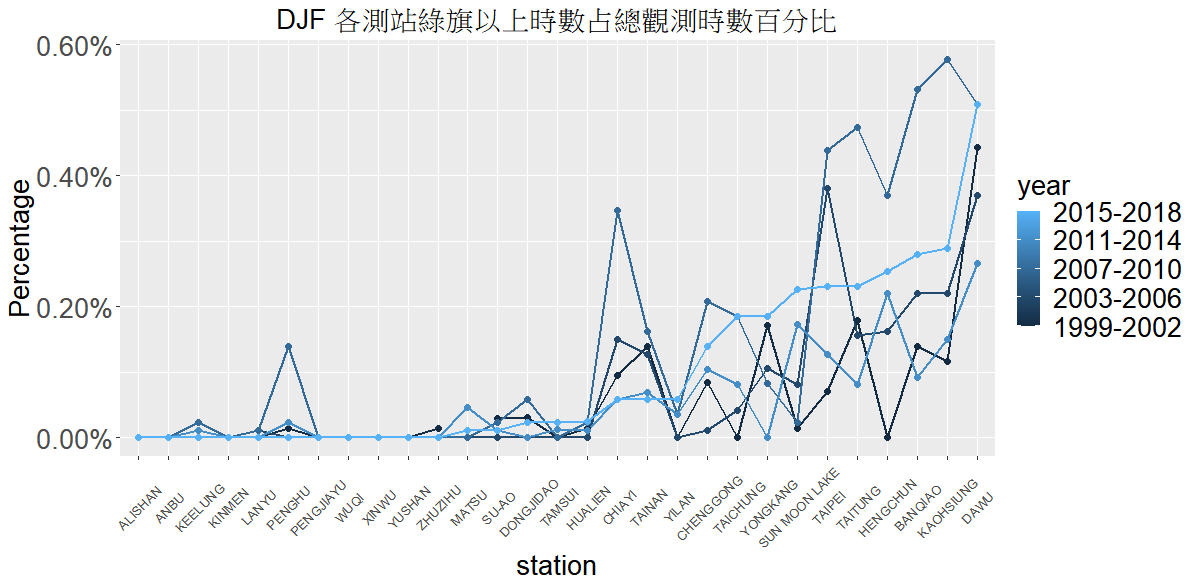 DJF 各測站綠旗以上時數占總觀測時數百分比
0.60%
0.40%
0.20%
0.00%
Percentage
ALISHAN
ANBU
KEELUNG
KINMEN
LANYU
PENGHU
PENGJIAYU
WUQI
XINWU
YUSHAN
ZHUZIHU
MATSU
SU-AO
DONGJIDAO
TAMSUI
HUALIEN
CHIAYI
TAINAN
YILAN
CHENGGONG
TAICHUNG
YONGKANG
SUN MOON LAKE
TAIPEI
TAITUNG
HENGCHUN
BANQIAO
KAOHSIUNG
DAWU
station
year
2015-2018
2011-2014
2007-2010
2003-2006
1999-2002